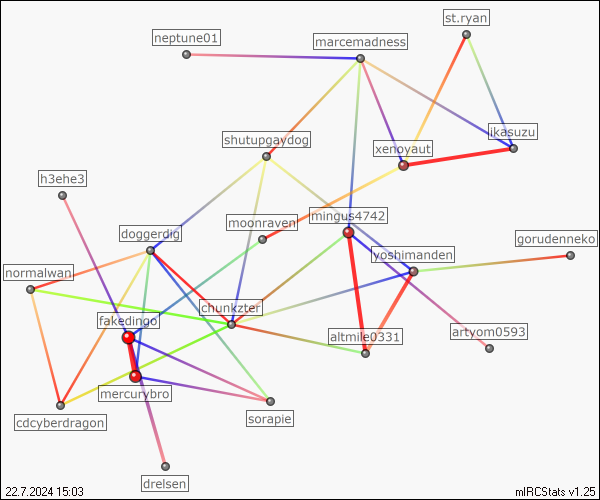 st.ryan
neptune01
marcemadness
ikasuzu
shutupgaydog
xenoyaut
h3ehe3
moonraven
mingus4742
doggerdig
gorudenneko
yoshimanden
normalwan
chunkzter
fakedingo
artyom0593
altmile0331
mercurybro
cdcyberdragon
sorapie
drelsen
22.7.2024 15:03
mIRCStats v1.25